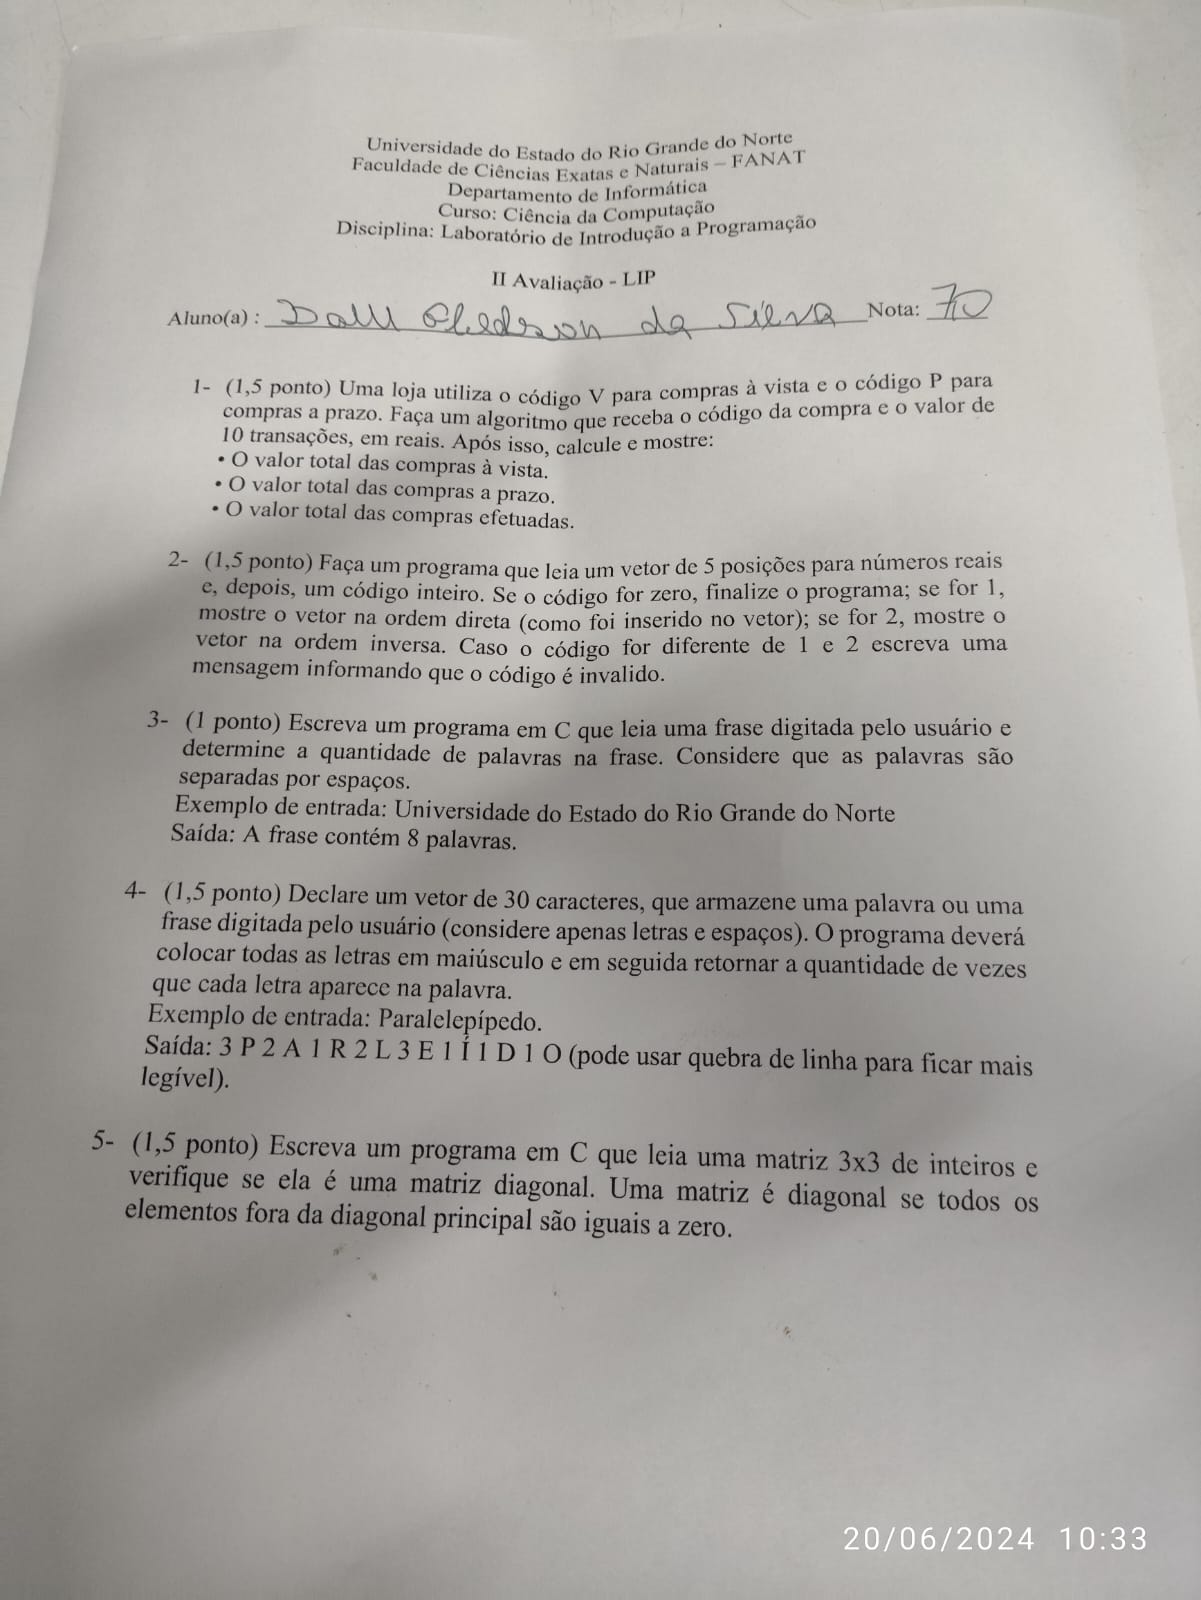 Universidade do Estado do Rio Grande do Norte
Faculdade de Ciências Exatas e Naturais – FANAT
Departamento de Informática
Curso: Ciência da Computação
Disciplina: Laboratório de Introdução a Programação
II Avaliação - LIP
Aluno(a) : da Silva Nota: 7,0
1- (1,5 ponto) Uma loja utiliza o código V para compras à vista e o código P para
compras a prazo. Faça um algoritmo que receba o código da compra e o valor de
10 transações, em reais. Após isso, calcule e mostre:
• O valor total das compras à vista.
• O valor total das compras a prazo.
• O valor total das compras efetuadas.
2- (1,5 ponto) Faça um programa que leia um vetor de 5 posições para números reais
e, depois, um código inteiro. Se o código for zero, finalize o programa; se for 1,
mostre o vetor na ordem direta (como foi inserido no vetor); se for 2, mostre o
vetor na ordem inversa. Caso o código for diferente de 1 e 2 escreva uma
mensagem informando que o código é invalido.
3- (1 ponto) Escreva um programa em C que leia uma frase digitada pelo usuário e
determine a quantidade de palavras na frase. Considere que as palavras são
separadas por espaços.
Exemplo de entrada: Universidade do Estado do Rio Grande do Norte
Saída: A frase contém 8 palavras.
4- (1,5 ponto) Declare um vetor de 30 caracteres, que armazene uma palavra ou uma
frase digitada pelo usuário (considere apenas letras e espaços). O programa deverá
colocar todas as letras em maiúsculo e em seguida retornar a quantidade de vezes
que cada letra aparece na palavra.
Exemplo de entrada: Paralelepípedo.
Saída: 3 P 2 A 1 R 2 L 3 E 1 Í 1 D 1 O (pode usar quebra de linha para ficar mais
legível).
5- (1,5 ponto) Escreva um programa em C que leia uma matriz 3x3 de inteiros e
verifique se ela é uma matriz diagonal. Uma matriz é diagonal se todos os
elementos fora da diagonal principal são iguais a zero.
20/06/2024 10:33